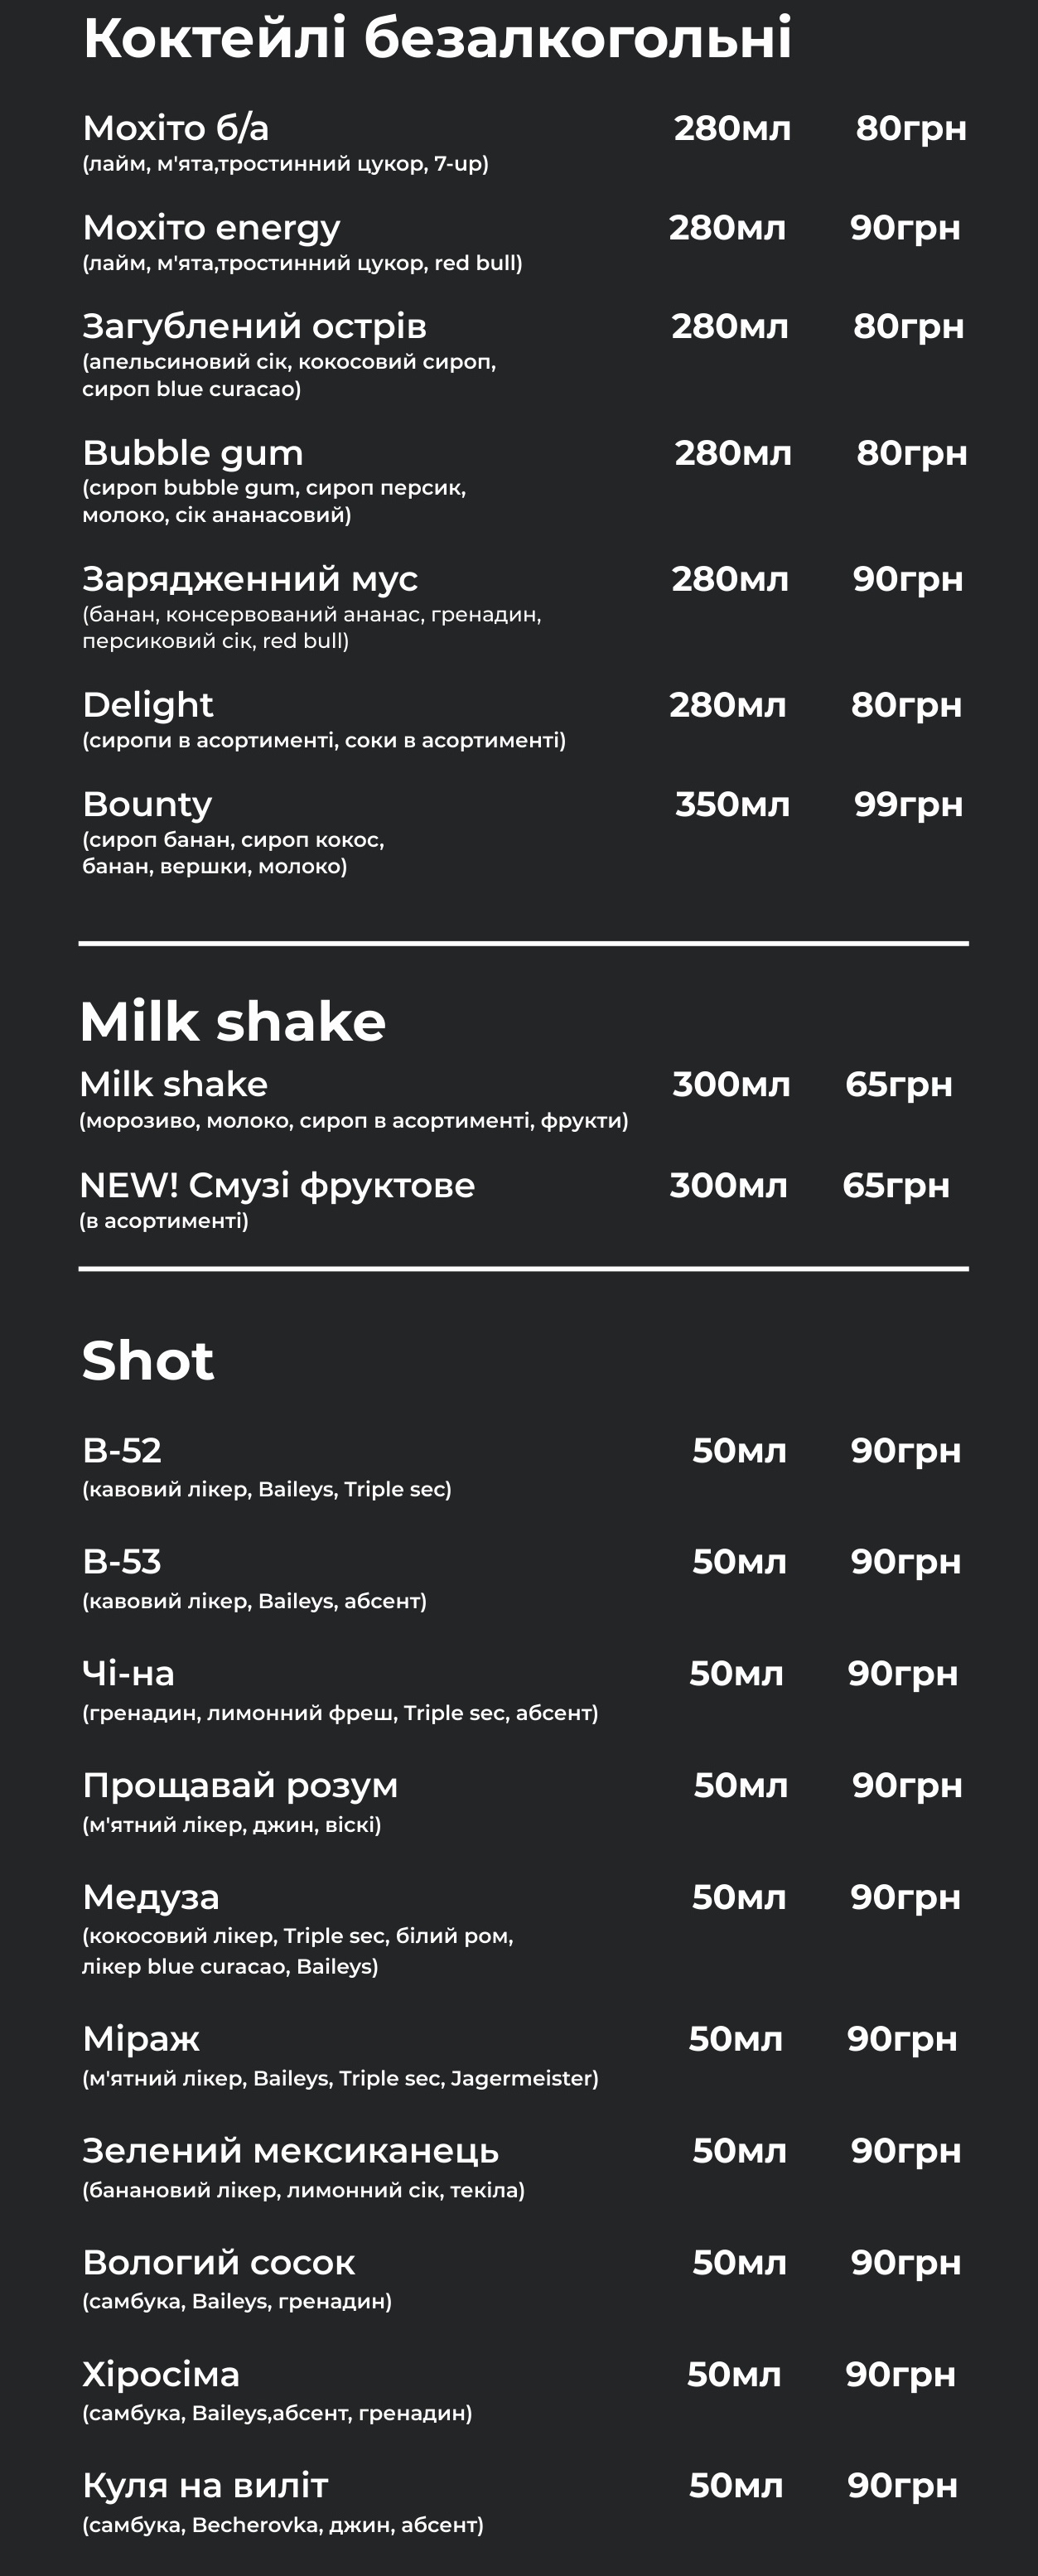 Коктейлі безалкогольні
Мохіто б/а 280мл 80грн
(лайм, м'ята,тростинний цукор, 7-up)
Мохіто energy 280мл 90грн
(лайм, м'ята,тростинний цукор, red bull)
Загублений острів 280мл 80грн
(апельсиновий сік, кокосовий сироп,
сироп blue curacao)
Bubble gum 280мл 80грн
(сироп bubble gum, сироп персик,
молоко, сік ананасовий)
Зарядженний мус 280мл 90грн
(банан, консервований ананас, гренадин,
персиковий сік, red bull)
Delight 280мл 80грн
(сиропи в асортименті, соки в асортименті)
Bounty 350мл 99грн
(сироп банан, сироп кокос,
банан, вершки, молоко)
Milk shake
Milk shake 300мл 65грн
(морозиво, молоко, сироп в асортименті, фрукти)
NEW! Смузі фруктове 300мл 65грн
(в асортименті)
Shot
В-52 50мл 90грн
(кавовий лікер, Baileys, Triple sec)
В-53 50мл 90грн
(кавовий лікер, Baileys, абсент)
Чі-на 50мл 90грн
(гренадин, лимонний фреш, Triple sec, абсент)
Прощавай розум 50мл 90грн
(м'ятний лікер, джин, віскі)
Медуза 50мл 90грн
(кокосовий лікер, Triple sec, білий ром,
лікер blue curacao, Baileys)
Міраж 50мл 90грн
(м'ятний лікер, Baileys, Triple sec, Jagermeister)
Зелений мексиканець 50мл 90грн
(банановий лікер, лимонний сік, текіла)
Вологий сосок 50мл 90грн
(самбука, Baileys, гренадин)
Хіросіма 50мл 90грн
(самбука, Baileys,абсент, гренадин)
Куля на виліт 50мл 90грн
(самбука, Becherovka, джин, абсент)